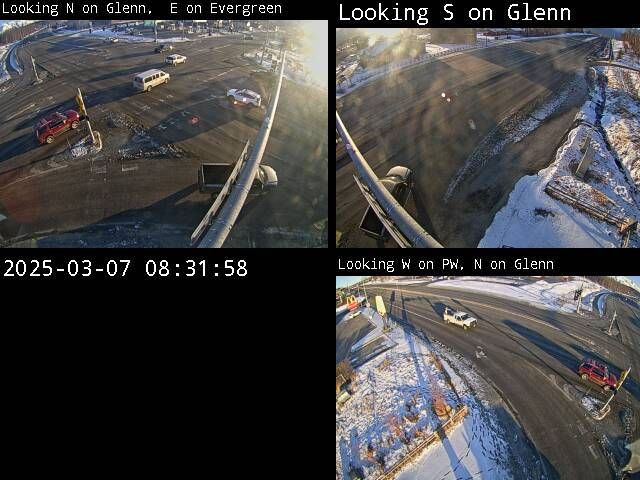 Looking N on Glenn,  E on Evergreen
Looking S on Glenn
2025-03-07 08:31:58
Looking W on PW, N on Glenn